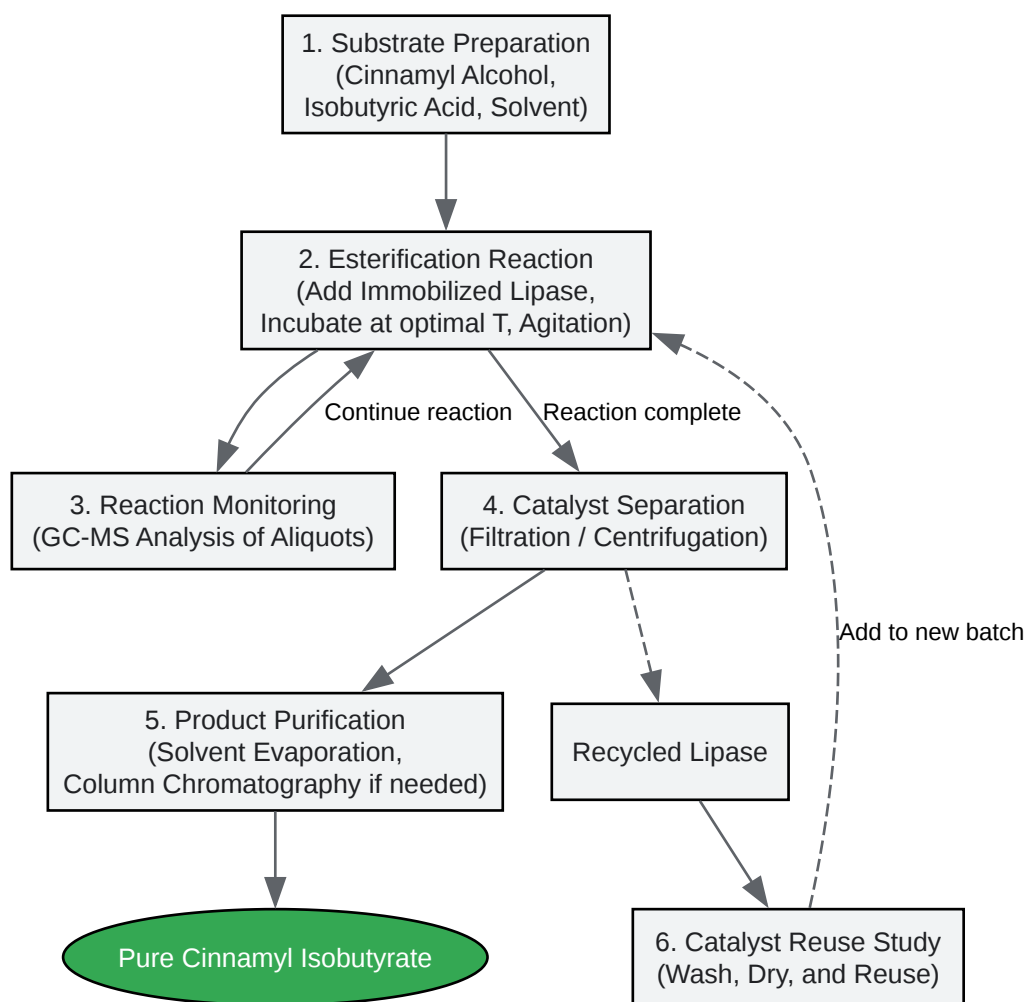 1. Substrate Preparation
(Cinnamyl Alcohol,
Isobutyric Acid, Solvent)
2. Esterification Reaction
(Add Immobilized Lipase,
Incubate at optimal T, Agitation)
Continue reaction
Reaction complete
3. Reaction Monitoring
(GC-MS Analysis of Aliquots)
4. Catalyst Separation
(Filtration / Centrifugation)
Add to new batch
5. Product Purification
(Solvent Evaporation,
Column Chromatography if needed)
Recycled Lipase
Pure Cinnamyl Isobutyrate
6. Catalyst Reuse Study
(Wash, Dry, and Reuse)